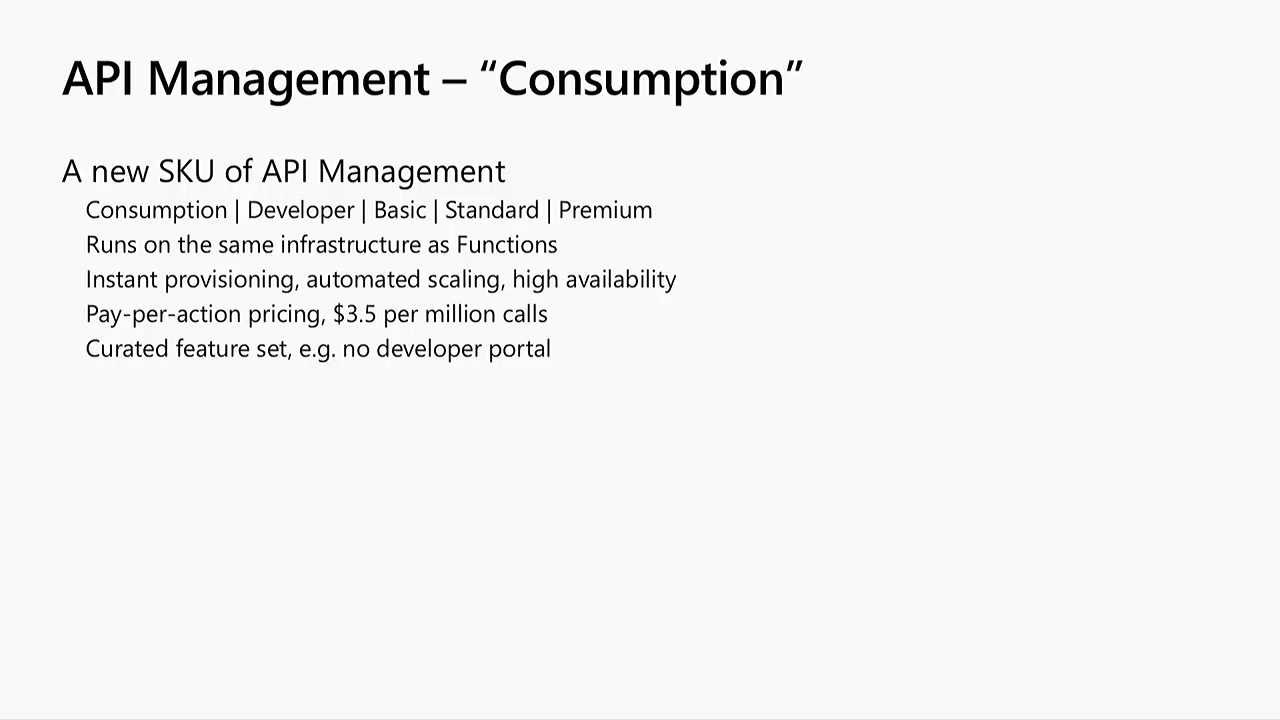 API Management – “Consumption”
A new SKU of API Management
Consumption | Developer | Basic | Standard | Premium
Runs on the same infrastructure as Functions
Instant provisioning, automated scaling, high availability
Pay-per-action pricing, $3.5 per million calls
Curated feature set, e.g. no developer portal